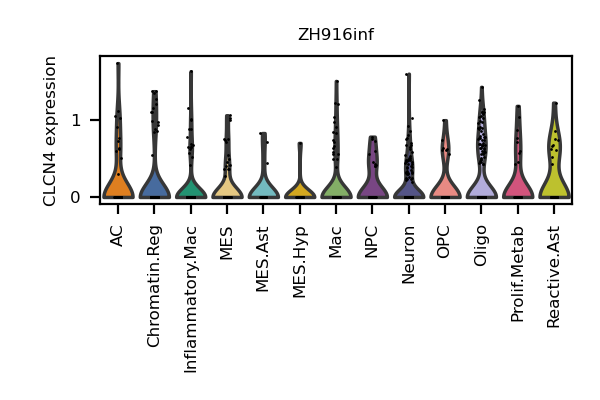 ZH916inf
CLCN4 expression
1
0
AC
Chromatin.Reg
Inflammatory.Mac
MES
MES.Ast
MES.Hyp
Mac
NPC
Neuron
OPC
Oligo
Prolif.Metab
Reactive.Ast